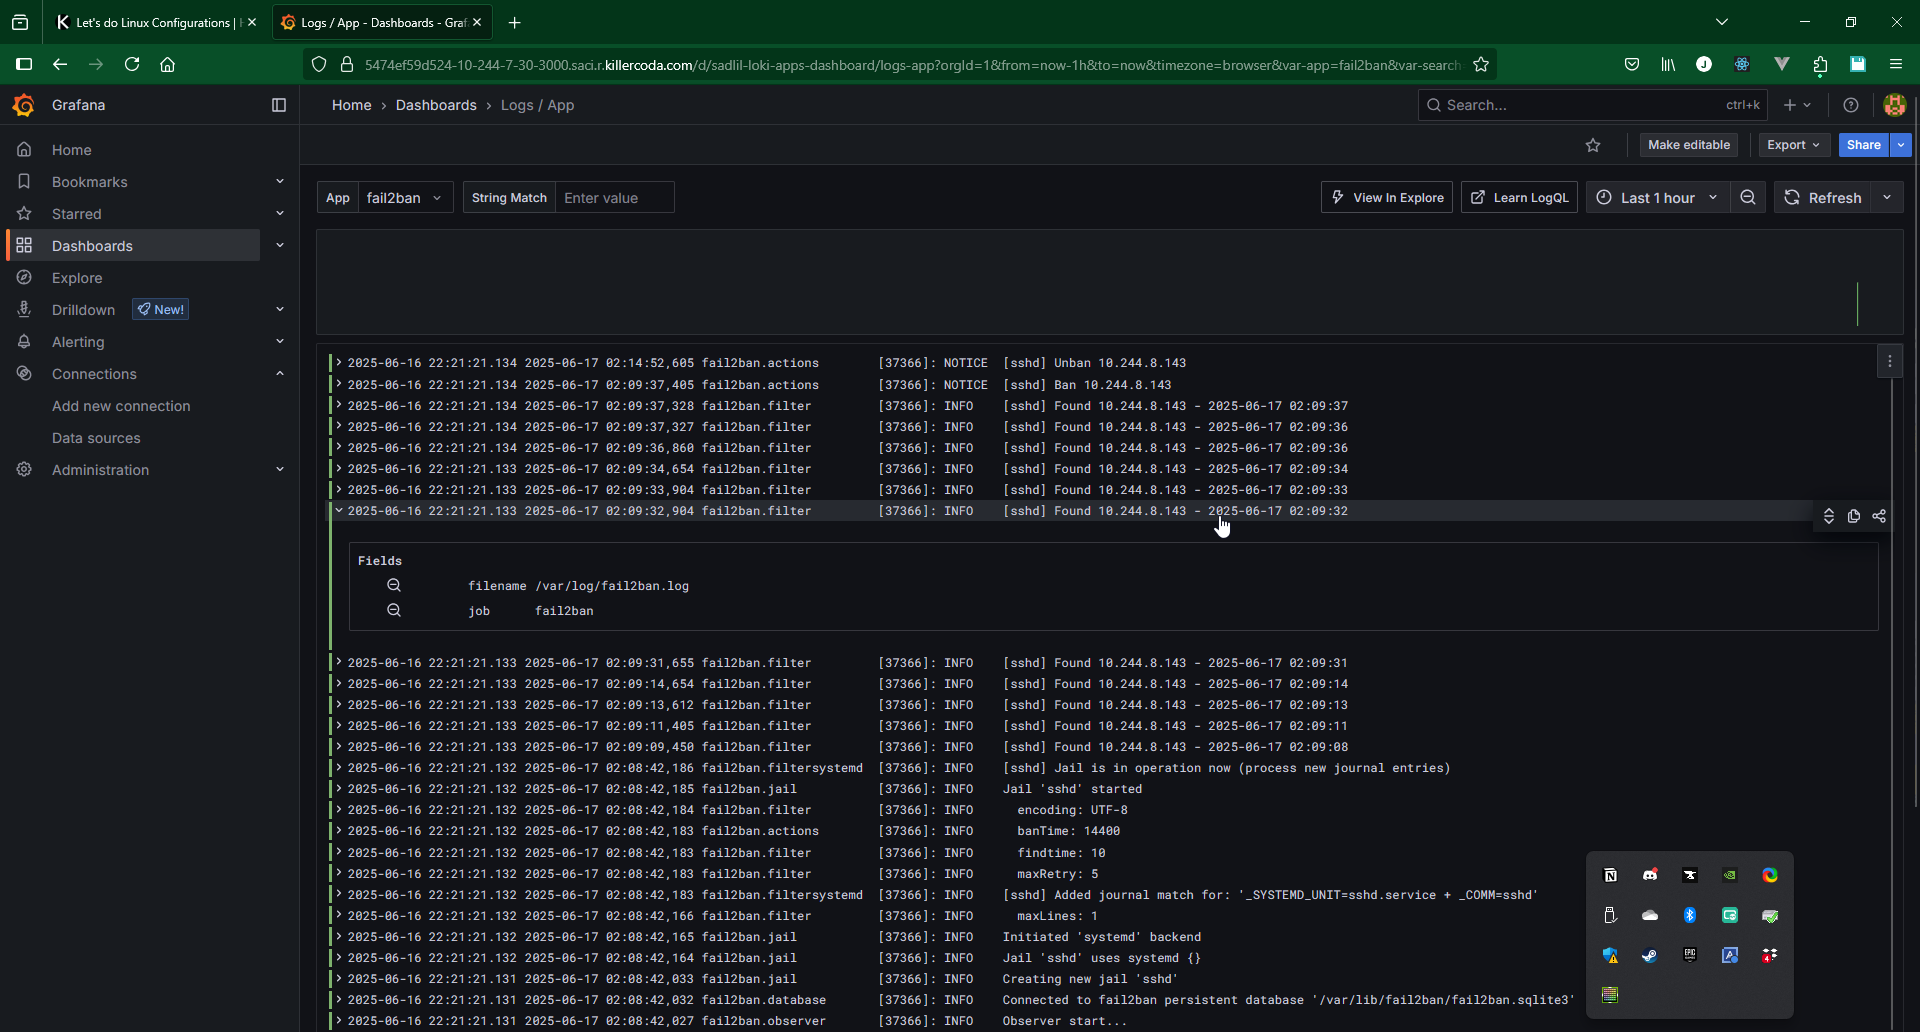 Let's do Linux Configurations |
Logs / App - Dashboards - Graf
5474ef59d524-10-244-7-30-3000.saci.r.killercoda.com/d/sadlil-loki-apps-dashboard/logs-app?orgId=1&from=now-1h&to=now&timezone=browser&var-app=fail2ban&var-search
Grafana
Home › Dashboards › Logs / App
Search... ctrl+k
Make editable
Export
Share
Home
Bookmarks
Starred
Dashboards
Explore
Drilldown New!
Alerting
Connections
Add new connection
Data sources
Administration
App fail2ban
String Match Enter value
View In Explore
Learn LogQL
Last 1 hour
Refresh
2025-06-16 22:21:21.134 2025-06-17 02:14:52,605 fail2ban.actions [37366]: NOTICE [sshd] Unban 10.244.8.143
2025-06-16 22:21:21.134 2025-06-17 02:09:37,405 fail2ban.actions [37366]: NOTICE [sshd] Ban 10.244.8.143
2025-06-16 22:21:21.134 2025-06-17 02:09:37,328 fail2ban.filter [37366]: INFO [sshd] Found 10.244.8.143 - 2025-06-17 02:09:37
2025-06-16 22:21:21.134 2025-06-17 02:09:37,327 fail2ban.filter [37366]: INFO [sshd] Found 10.244.8.143 - 2025-06-17 02:09:36
2025-06-16 22:21:21.134 2025-06-17 02:09:36,860 fail2ban.filter [37366]: INFO [sshd] Found 10.244.8.143 - 2025-06-17 02:09:36
2025-06-16 22:21:21.133 2025-06-17 02:09:34,654 fail2ban.filter [37366]: INFO [sshd] Found 10.244.8.143 - 2025-06-17 02:09:34
2025-06-16 22:21:21.133 2025-06-17 02:09:33,904 fail2ban.filter [37366]: INFO [sshd] Found 10.244.8.143 - 2025-06-17 02:09:33
2025-06-16 22:21:21.133 2025-06-17 02:09:32,904 fail2ban.filter [37366]: INFO [sshd] Found 10.244.8.143 - 2025-06-17 02:09:32
Fields
filename /var/log/fail2ban.log
job fail2ban
2025-06-16 22:21:21.133 2025-06-17 02:09:31,655 fail2ban.filter [37366]: INFO [sshd] Found 10.244.8.143 - 2025-06-17 02:09:31
2025-06-16 22:21:21.133 2025-06-17 02:09:14,654 fail2ban.filter [37366]: INFO [sshd] Found 10.244.8.143 - 2025-06-17 02:09:14
2025-06-16 22:21:21.133 2025-06-17 02:09:13,612 fail2ban.filter [37366]: INFO [sshd] Found 10.244.8.143 - 2025-06-17 02:09:13
2025-06-16 22:21:21.133 2025-06-17 02:09:11,405 fail2ban.filter [37366]: INFO [sshd] Found 10.244.8.143 - 2025-06-17 02:09:11
2025-06-16 22:21:21.133 2025-06-17 02:09:09,450 fail2ban.filter [37366]: INFO [sshd] Found 10.244.8.143 - 2025-06-17 02:09:08
2025-06-16 22:21:21.132 2025-06-17 02:08:42,186 fail2ban.filtersystemd [37366]: INFO [sshd] Jail is in operation now (process new journal entries)
2025-06-16 22:21:21.132 2025-06-17 02:08:42,185 fail2ban.jail [37366]: INFO Jail 'sshd' started
2025-06-16 22:21:21.132 2025-06-17 02:08:42,184 fail2ban.filter [37366]: INFO encoding: UTF-8
2025-06-16 22:21:21.132 2025-06-17 02:08:42,183 fail2ban.actions [37366]: INFO banTime: 14400
2025-06-16 22:21:21.132 2025-06-17 02:08:42,183 fail2ban.filter [37366]: INFO findtime: 10
2025-06-16 22:21:21.132 2025-06-17 02:08:42,183 fail2ban.filter [37366]: INFO maxRetry: 5
2025-06-16 22:21:21.132 2025-06-17 02:08:42,183 fail2ban.filtersystemd [37366]: INFO [sshd] Added journal match for: '_SYSTEMD_UNIT=sshd.service + _COMM=sshd'
2025-06-16 22:21:21.132 2025-06-17 02:08:42,166 fail2ban.filter [37366]: INFO maxLines: 1
2025-06-16 22:21:21.132 2025-06-17 02:08:42,165 fail2ban.jail [37366]: INFO Initiated 'systemd' backend
2025-06-16 22:21:21.132 2025-06-17 02:08:42,164 fail2ban.jail [37366]: INFO Jail 'sshd' uses systemd {}
2025-06-16 22:21:21.131 2025-06-17 02:08:42,033 fail2ban.jail [37366]: INFO Creating new jail 'sshd'
2025-06-16 22:21:21.131 2025-06-17 02:08:42,032 fail2ban.database [37366]: INFO Connected to fail2ban persistent database '/var/lib/fail2ban/fail2ban.sqlite3'
2025-06-16 22:21:21.131 2025-06-17 02:08:42,027 fail2ban.observer [37366]: INFO Observer start...